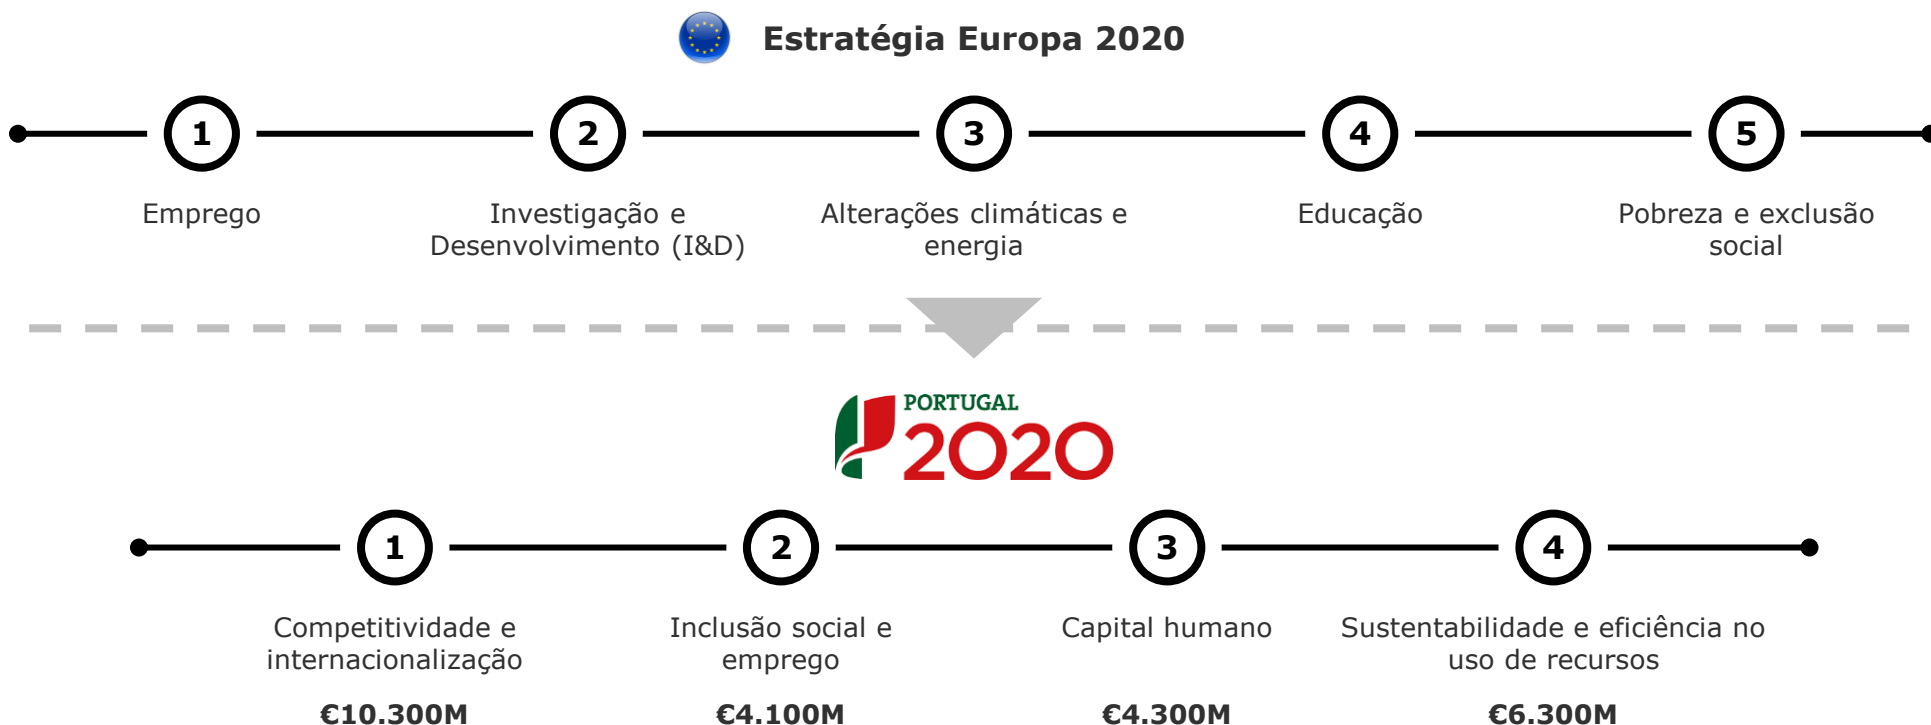 Estratégia Europa 2020
1
2
3
4
5
Emprego
Investigação e
Desenvolvimento (I&D)
Alterações climáticas e
energia
Educação
Pobreza e exclusão
social
PORTUGAL
2020
1
2
3
4
Competitividade e
internacionalização
€10.300M
Inclusão social e
emprego
€4.100M
Capital humano
€4.300M
Sustentabilidade e eficiência no
uso de recursos
€6.300M